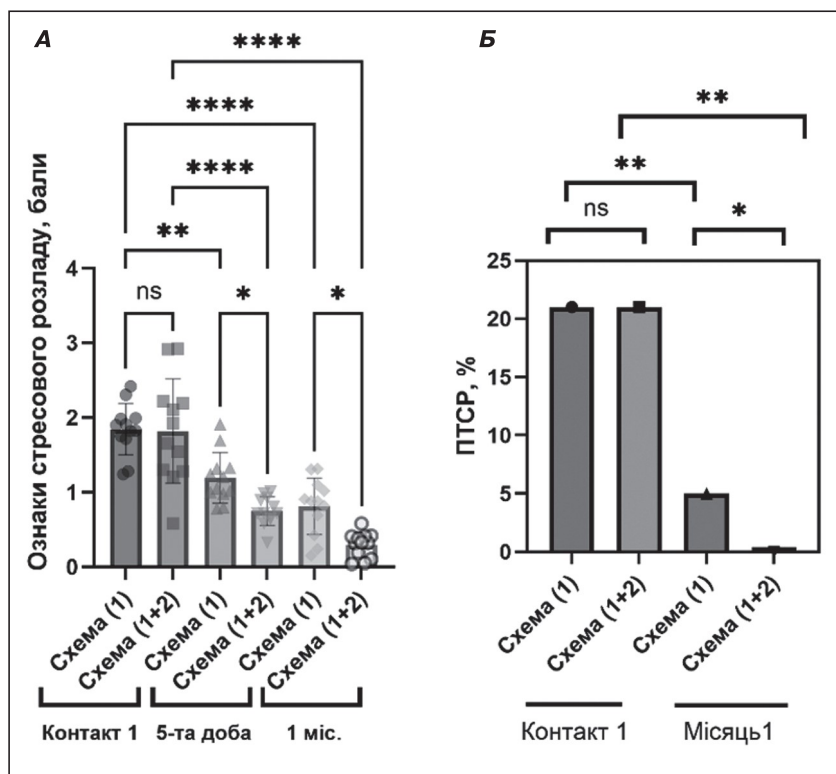 А
****
****
****
**
ns
*
*
Ознаки стресового розладу, бали
4
3
2
1
0
Схема (1)
Схема (1+2)
Схема (1)
Схема (1+2)
Схема (1)
Схема (1+2)
Контакт 1
5-та доба
1 міс.
Б
**
**
ns
*
ПТСР, %
25
20
15
10
5
0
Схема (1)
Схема (1+2)
Схема (1)
Схема (1+2)
Контакт 1
Місяць1